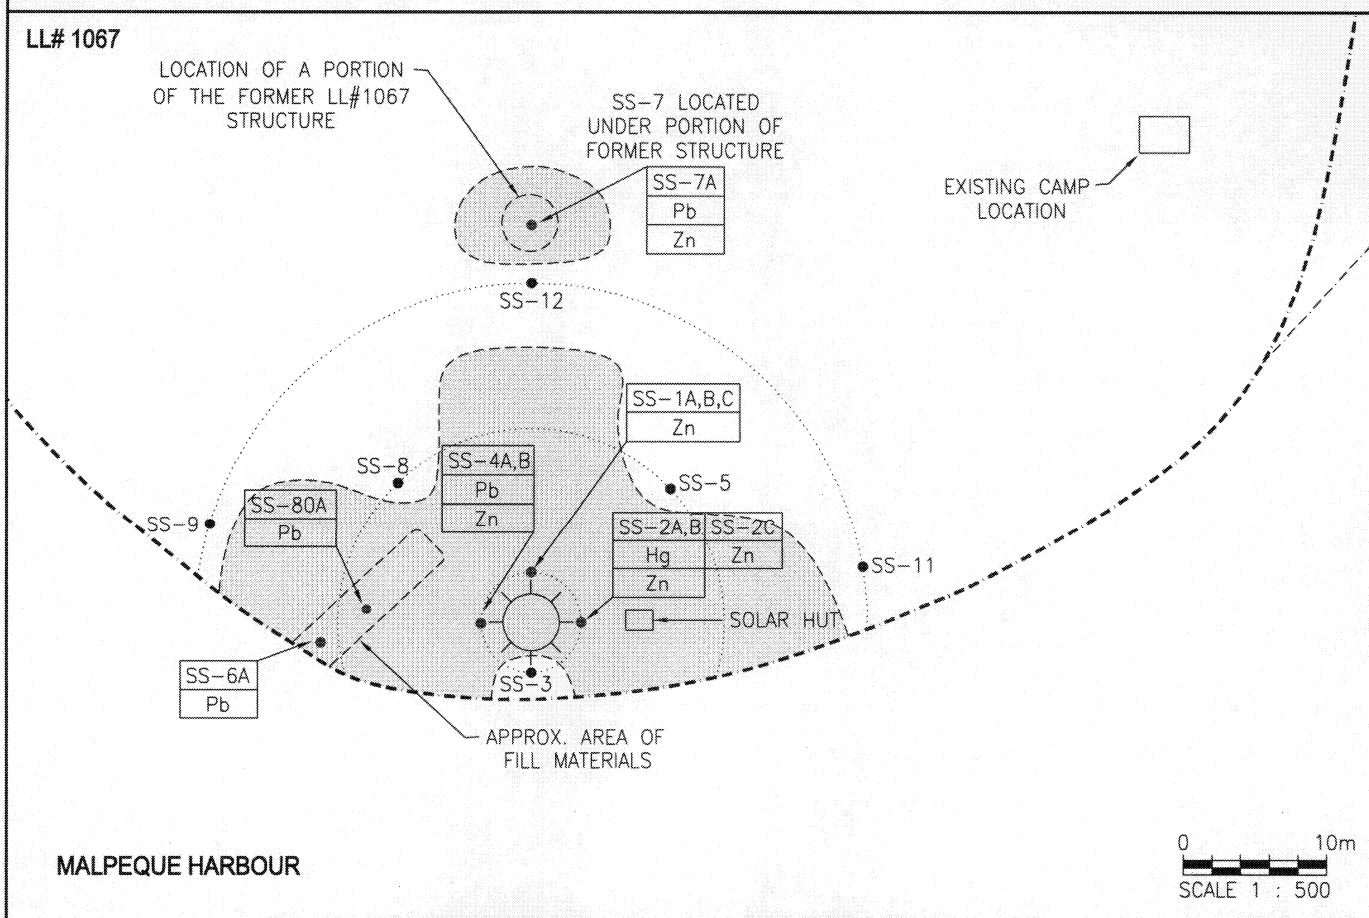 LL# 1067
LOCATION OF A PORTION
OF THE FORMER LL#1067
STRUCTURE
SS-7 LOCATED
UNDER PORTION OF
FORMER STRUCTURE
SS-7A
Pb
Zn
EXISTING CAMP
LOCATION
SS-12
SS-1A,B,C
Zn
SS-8
SS-4A,B
Pb
Zn
SS-5
SS-80A
Pb
SS-9
SS-2A,B SS-2C
Hg Zn
Zn
SS-11
SOLAR HUT
SS-6A
Pb
SS-3
APPROX. AREA OF
FILL MATERIALS
MALPEQUE HARBOUR
0 10m
SCALE 1 : 500